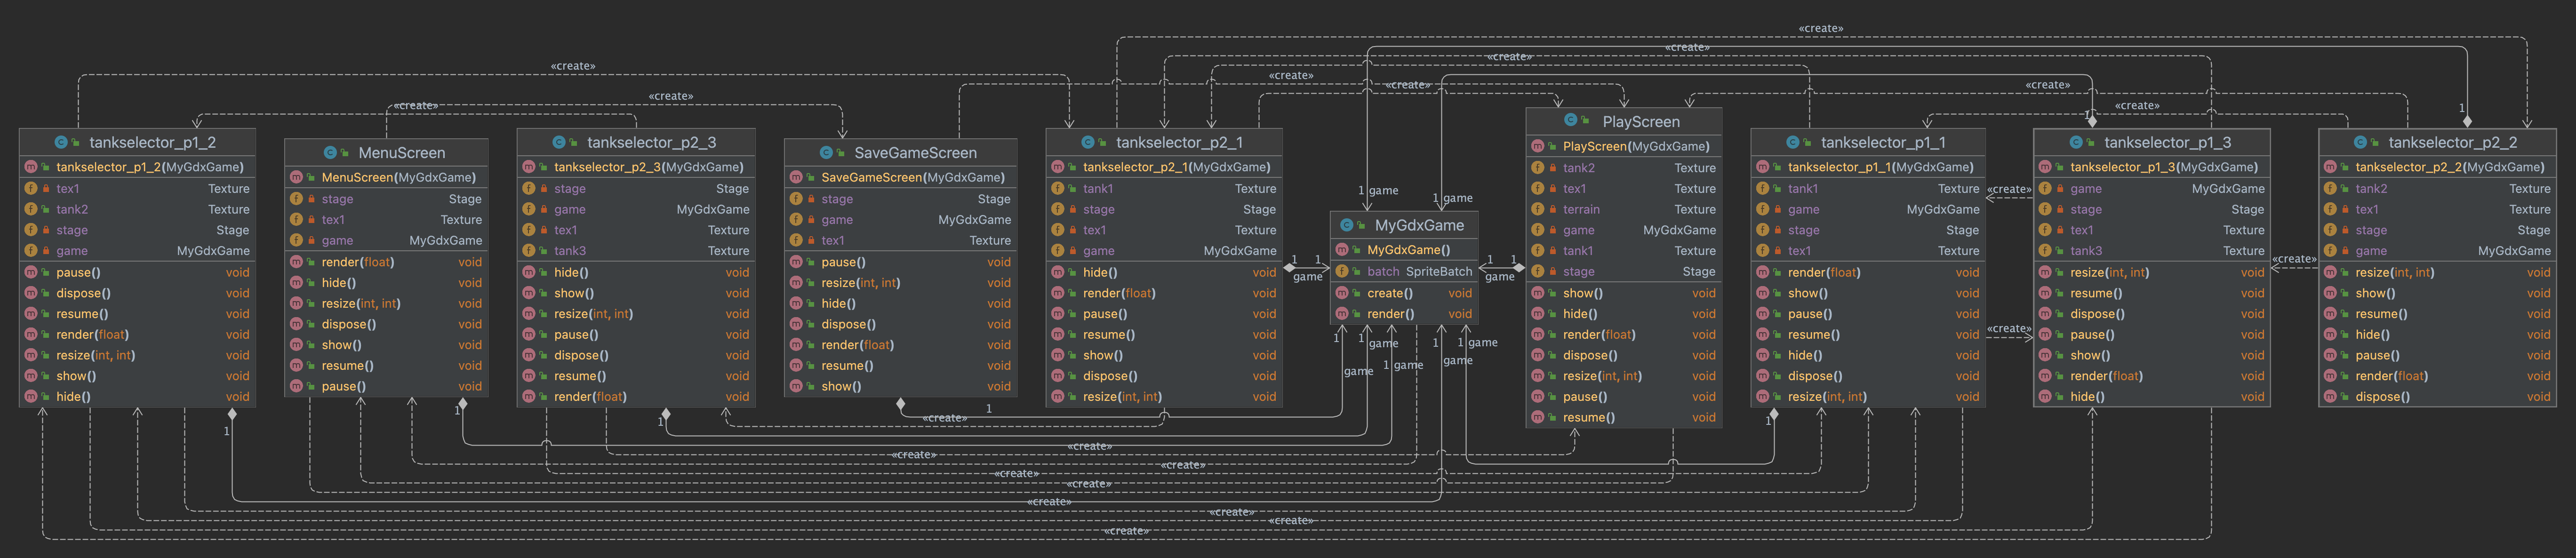 «create»
«create»
«create»
«create»
«create»
«create»
«create»
«create»
«create»
«create»
«create»
tankselector_p1_2
tankselector_p1_2(MyGdxGame)
tex1 Texture
tank2 Texture
stage Stage
game MyGdxGame
pause() void
dispose() void
resume() void
render(float) void
resize(int, int) void
show() void
hide() void
1
MenuScreen
MenuScreen(MyGdxGame)
stage Stage
tex1 Texture
game MyGdxGame
render(float) void
hide() void
resize(int, int) void
dispose() void
show() void
resume() void
pause() void
1
tankselector_p2_3
tankselector_p2_3(MyGdxGame)
stage Stage
game MyGdxGame
tex1 Texture
tank3 Texture
hide() void
show() void
resize(int, int) void
pause() void
dispose() void
resume() void
render(float) void
1
SaveGameScreen
SaveGameScreen(MyGdxGame)
stage Stage
game MyGdxGame
tex1 Texture
pause() void
resize(int, int) void
hide() void
dispose() void
render(float) void
resume() void
show() void
1
tankselector_p2_1
tankselector_p2_1(MyGdxGame)
tank1 Texture
stage Stage
tex1 Texture
game MyGdxGame
hide() void
render(float) void
pause() void
resume() void
show() void
dispose() void
resize(int, int) void
1 1
game
1 game
1 game
MyGdxGame
MyGdxGame()
batch SpriteBatch
create() void
render() void
1 1
game
1
game
1 game
1 game
1
game
1 game
PlayScreen
PlayScreen(MyGdxGame)
tank2 Texture
tex1 Texture
terrain Texture
game MyGdxGame
tank1 Texture
stage Stage
show() void
hide() void
render(float) void
dispose() void
resize(int, int) void
pause() void
resume() void
tankselector_p1_1
tankselector_p1_1(MyGdxGame)
tank1 Texture
game MyGdxGame
stage Stage
tex1 Texture
render(float) void
show() void
pause() void
resume() void
hide() void
dispose() void
resize(int, int) void
1
«create»
«create»
1
tankselector_p1_3
tankselector_p1_3(MyGdxGame)
game MyGdxGame
stage Stage
tex1 Texture
tank3 Texture
resize(int, int) void
resume() void
dispose() void
pause() void
show() void
render(float) void
hide() void
«create»
1
tankselector_p2_2
tankselector_p2_2(MyGdxGame)
tank2 Texture
tex1 Texture
stage Stage
game MyGdxGame
resize(int, int) void
show() void
resume() void
hide() void
pause() void
render(float) void
dispose() void
«create»
«create»
«create»
«create»
«create»
«create»
«create»
«create»
«create»
«create»